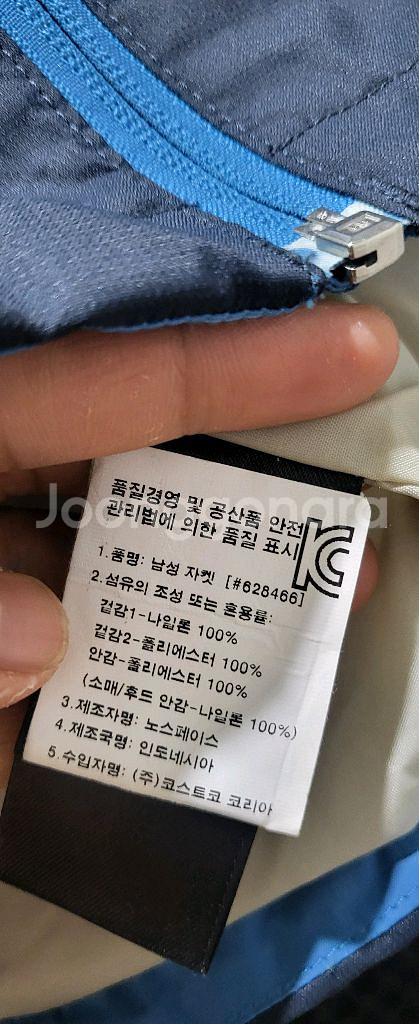 Joonggonara
품질경영 및 공산품 안전
관리법에 의한 품질 표시
1. 품명: 남성 자켓 [#628466]
2. 섬유의 조성 또는 혼용률:
겉감1-나일론 100%
겉감2-폴리에스터 100%
안감-폴리에스터 100%
(소매/후드 안감-나일론 100%)
3. 제조자명: 노스페이스
4. 제조국명: 인도네시아
5. 수입자명: (주)코스트코 코리아